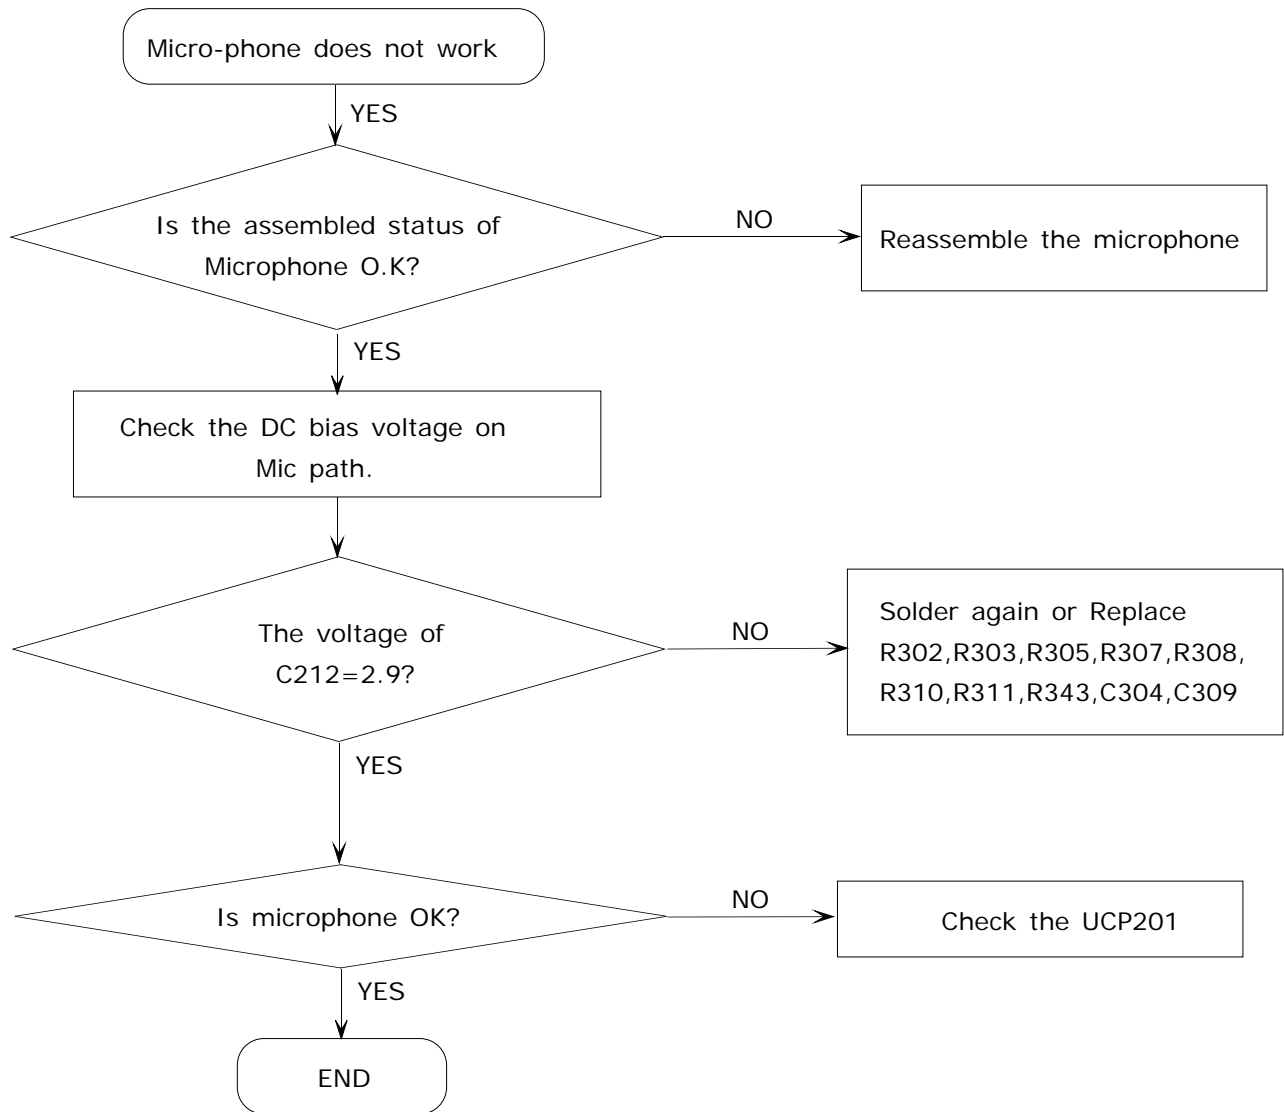 Micro-phone does not work
YES
Is the assembled status of
Microphone O.K?
NO
Reassemble the microphone
YES
Check the DC bias voltage on
Mic path.
The voltage of
C212=2.9?
NO
Solder again or Replace
R302,R303,R305,R307,R308,
R310,R311,R343,C304,C309
YES
Is microphone OK?
NO
Check the UCP201
YES
END